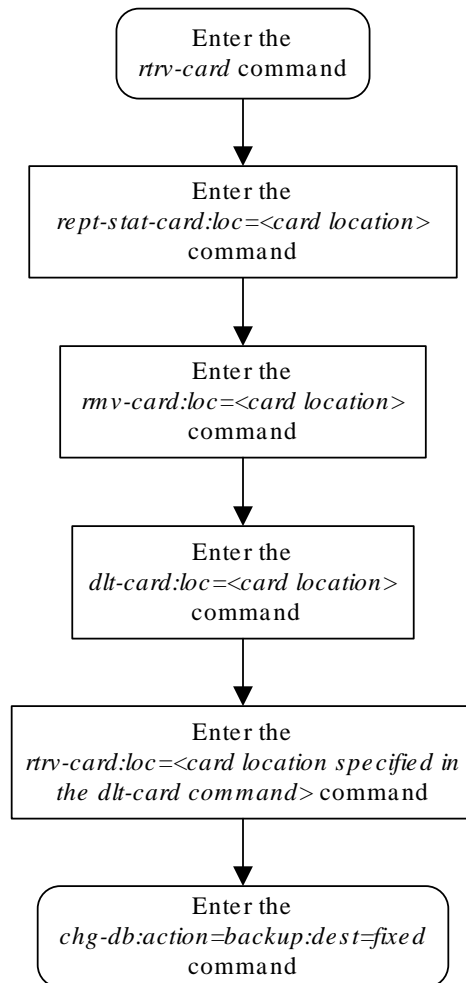 Enter the
rtrv-card command
Enter the
rept-stat-card:loc=<card location>
command
Enter the
rmv-card:loc=<card location>
command
Enter the
dlt-card:loc=<card location>
command
Enter the
rtrv-card:loc=<card location specified in
the dlt-card command> command
Enter the
chg-db:action=backup:dest=fixed
command